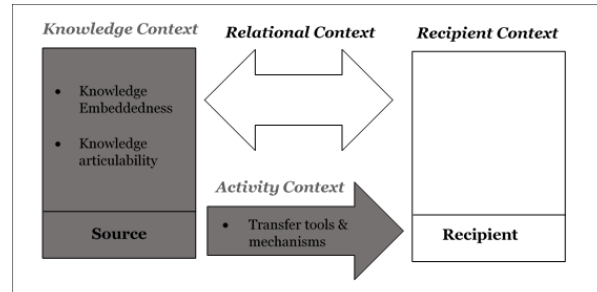 Knowledge Context
Relational Context
Recipient Context
• Knowledge
Embeddedness
• Knowledge
articulability
Activity Context
• Transfer tools &
mechanisms
Source
Recipient